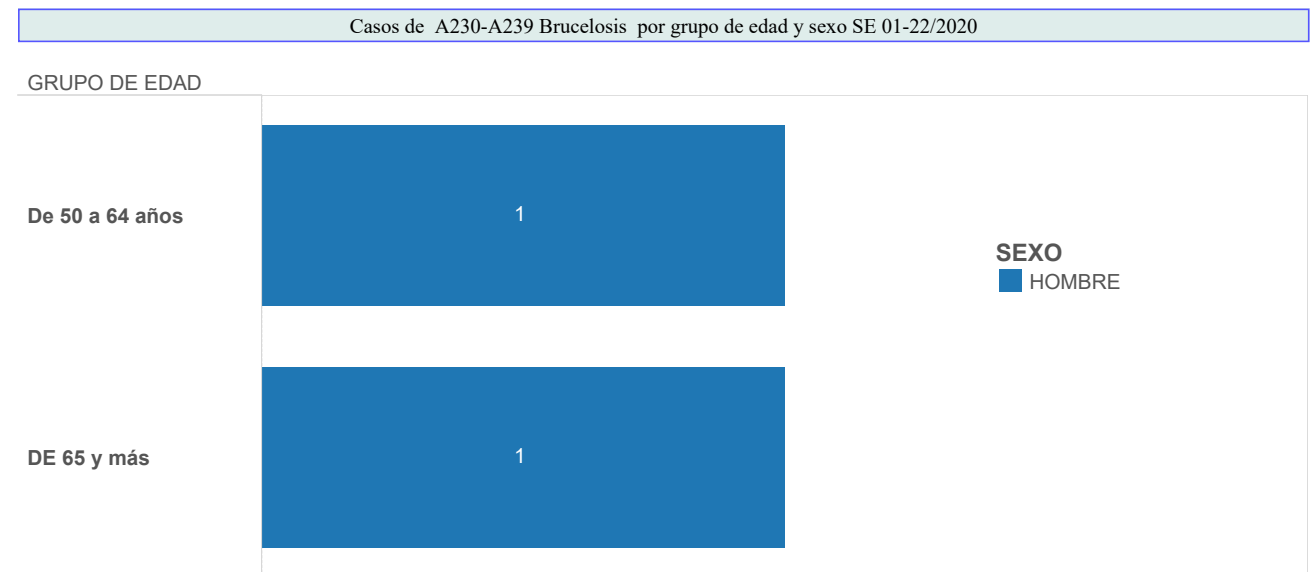 Casos de A230-A239 Brucelosis por grupo de edad y sexo SE 01-22/2020
GRUPO DE EDAD
De 50 a 64 años
1
SEXO
HOMBRE
DE 65 y más
1